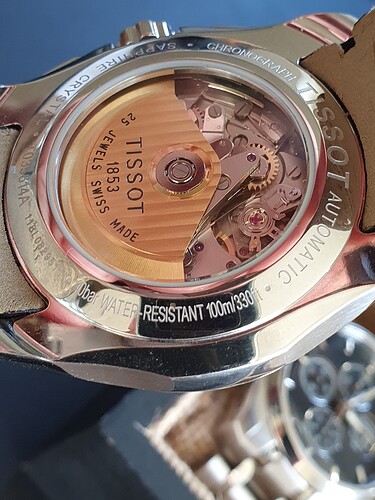 SAPPHIRE CRYSTAL
CHRONOGRAPH
TISSOT AUTOMATIC
WATER-RESISTANT 100m/330ft
TISSOT
1853
25 JEWELS SWISS MADE